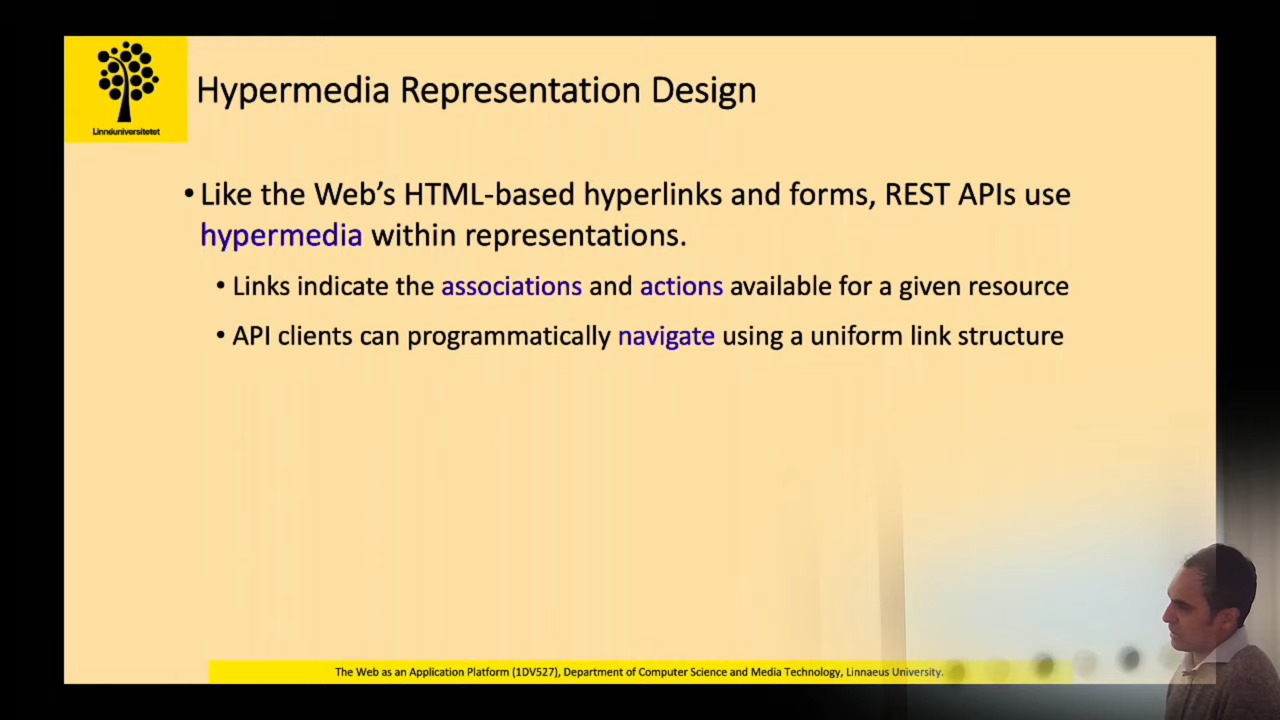 Linnéuniversitetet
Hypermedia Representation Design
• Like the Web’s HTML-based hyperlinks and forms, REST APIs use
hypermedia within representations.
• Links indicate the associations and actions available for a given resource
• API clients can programmatically navigate using a uniform link structure
The Web as an Application Platform (1DV527), Department of Computer Science and Media Technology, Linnaeus University.